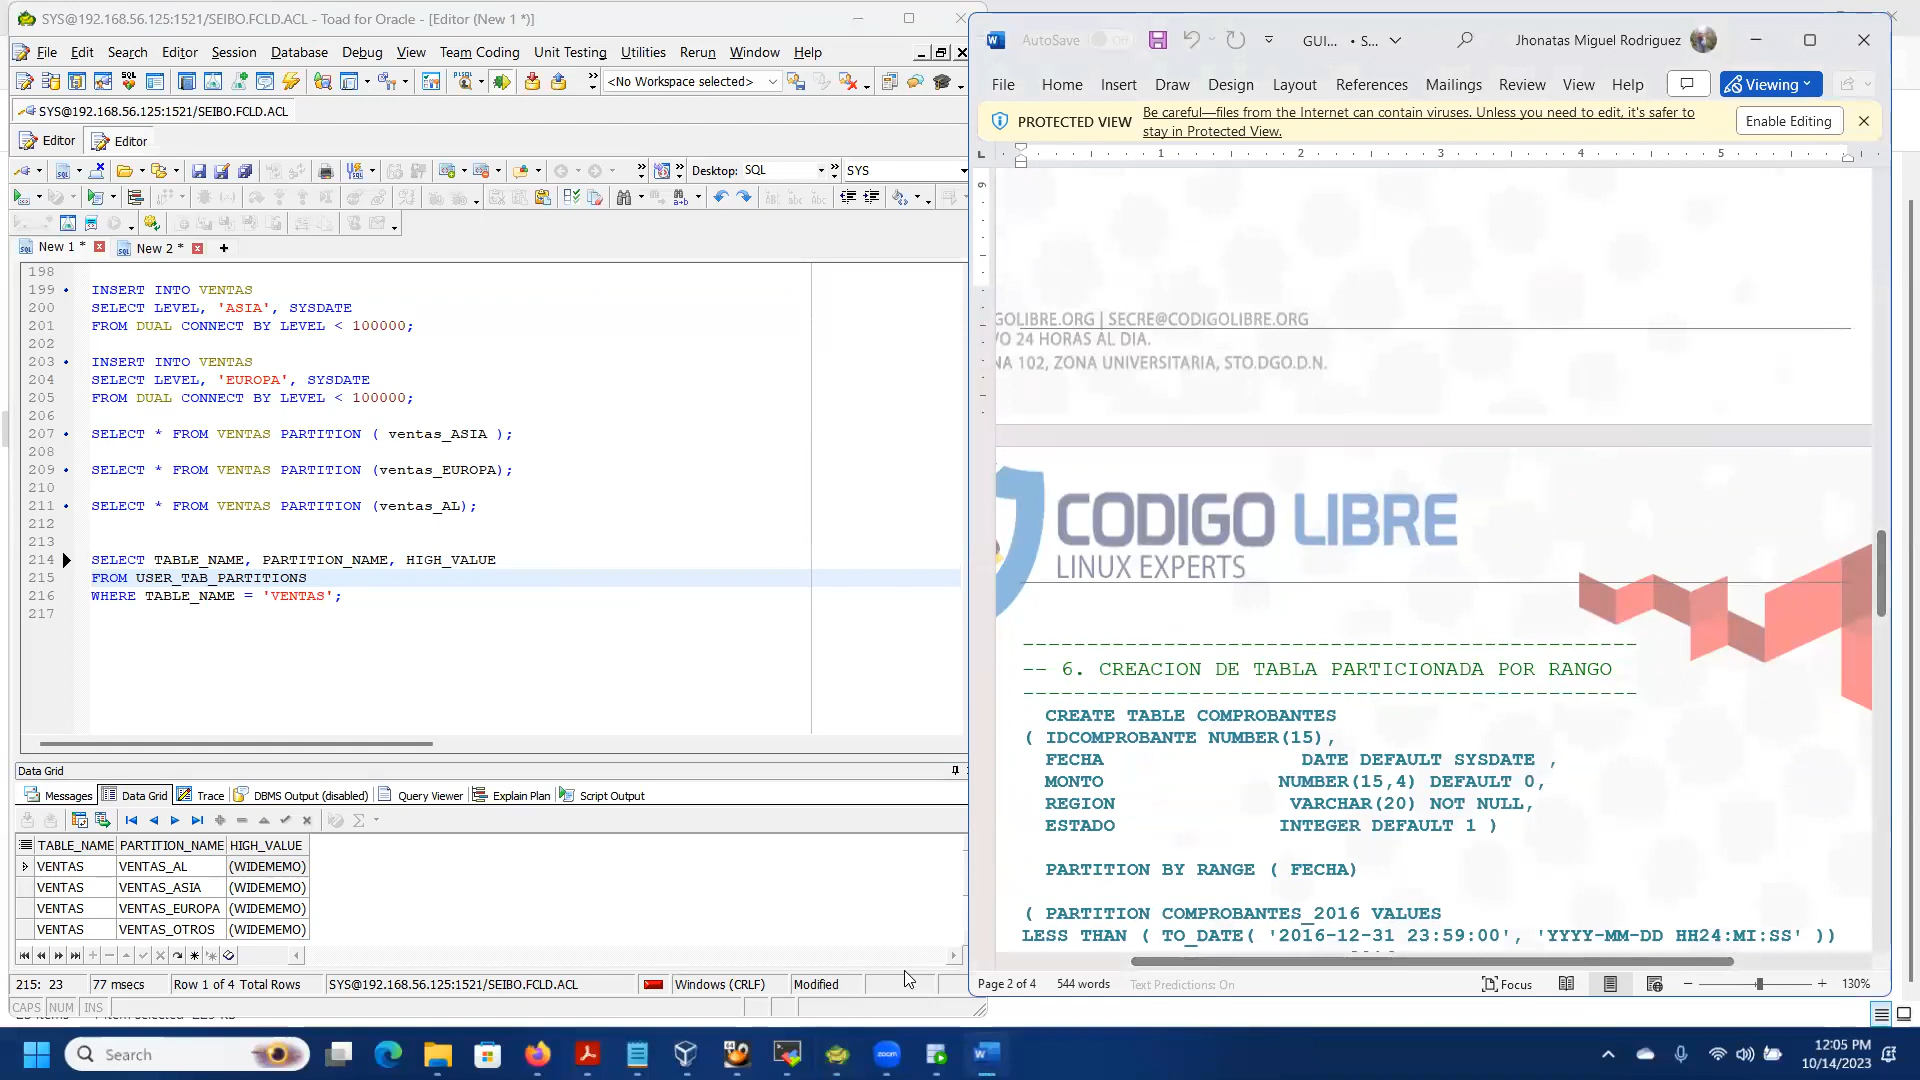 SYS@192.168.56.125:1521/SEIBO.FCLD.ACL - Toad for Oracle - [Editor (New 1 *)]
File Edit Search Editor Session Database Debug View Team Coding Unit Testing Utilities Rerun Window Help
<No Workspace selected>
SYS@192.168.56.125:1521/SEIBO.FCLD.ACL
Editor Editor
Desktop: SQL SYS
New 1 * New 2 * +
198
199 INSERT INTO VENTAS
200 SELECT LEVEL, 'ASIA', SYSDATE
201 FROM DUAL CONNECT BY LEVEL < 100000;
202
203 INSERT INTO VENTAS
204 SELECT LEVEL, 'EUROPA', SYSDATE
205 FROM DUAL CONNECT BY LEVEL < 100000;
206
207 SELECT * FROM VENTAS PARTITION ( ventas_ASIA );
208
209 SELECT * FROM VENTAS PARTITION (ventas_EUROPA);
210
211 SELECT * FROM VENTAS PARTITION (ventas_AL);
212
213
214 SELECT TABLE_NAME, PARTITION_NAME, HIGH_VALUE
215 FROM USER_TAB_PARTITIONS
216 WHERE TABLE_NAME = 'VENTAS';
217
Data Grid
Messages Data Grid Trace DBMS Output (disabled) Query Viewer Explain Plan Script Output
TABLE_NAME PARTITION_NAME HIGH_VALUE
VENTAS VENTAS_AL (WIDEMEMO)
VENTAS VENTAS_ASIA (WIDEMEMO)
VENTAS VENTAS_EUROPA (WIDEMEMO)
VENTAS VENTAS_OTROS (WIDEMEMO)
215: 23 77 msecs Row 1 of 4 Total Rows SYS@192.168.56.125:1521/SEIBO.FCLD.ACL Windows (CRLF) Modified
CAPS NUM INS
AutoSave Off GUI... • S... Jhonatas Miguel Rodriguez
File Home Insert Draw Design Layout References Mailings Review View Help Viewing
PROTECTED VIEW Be careful—files from the Internet can contain viruses. Unless you need to edit, it's safer to
stay in Protected View.
Enable Editing
1 2 3 4 5
GOLIBRE.ORG | SECRE@CODIGOLIBRE.ORG
VO 24 HORAS AL DIA.
NA 102, ZONA UNIVERSITARIA, STO.DGO.D.N.
CODIGO LIBRE
LINUX EXPERTS
-- 6. CREACION DE TABLA PARTICIONADA POR RANGO
CREATE TABLE COMPROBANTES
( IDCOMPROBANTE NUMBER(15),
FECHA DATE DEFAULT SYSDATE ,
MONTO NUMBER(15,4) DEFAULT 0,
REGION VARCHAR(20) NOT NULL,
ESTADO INTEGER DEFAULT 1 )
PARTITION BY RANGE ( FECHA)
( PARTITION COMPROBANTES_2016 VALUES
LESS THAN ( TO_DATE( '2016-12-31 23:59:00', 'YYYY-MM-DD HH24:MI:SS' ))
Page 2 of 4 544 words Text Predictions: On Focus 130%
Search
12:05 PM
10/14/2023